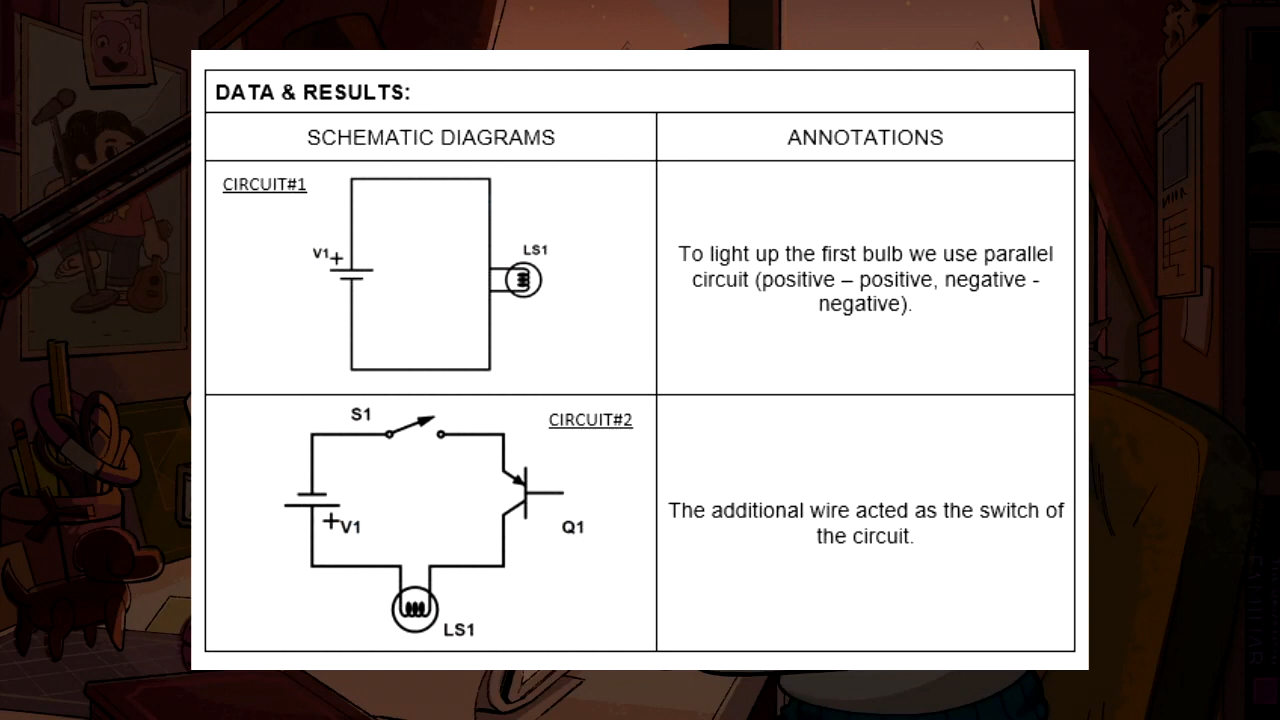 DATA & RESULTS:
SCHEMATIC DIAGRAMS
ANNOTATIONS
CIRCUIT#1
V1
+
LS1
To light up the first bulb we use parallel
circuit (positive – positive, negative -
negative).
S1
CIRCUIT#2
+V1
Q1
LS1
The additional wire acted as the switch of
the circuit.